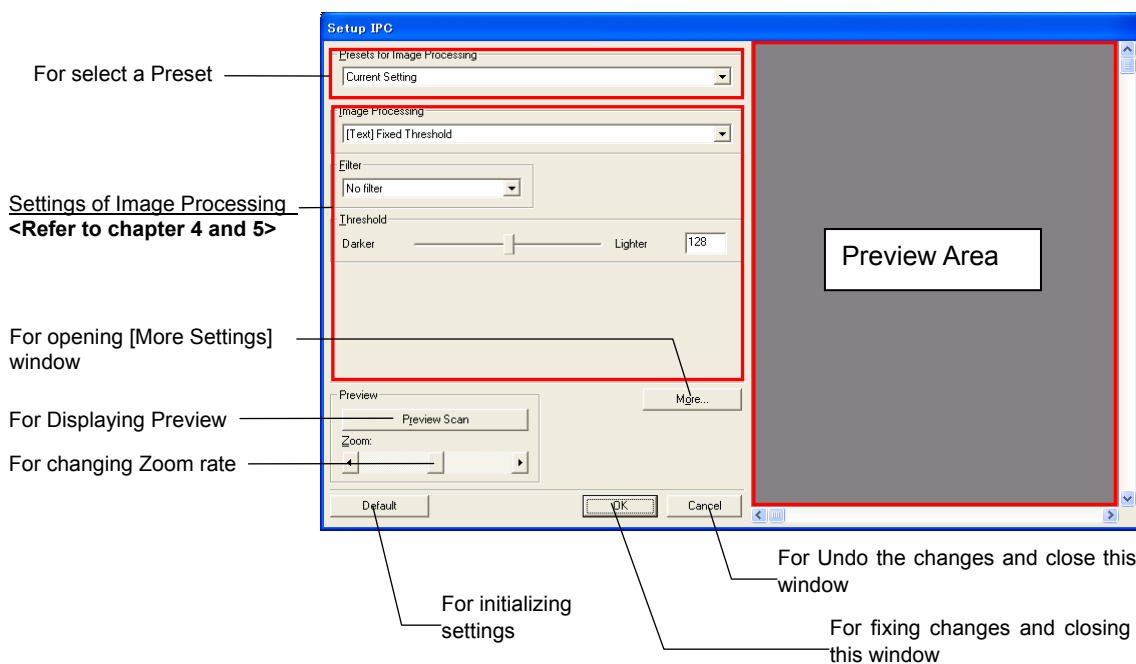 Setup IPC
For select a Preset
Presets for Image Processing
Current Setting
Image Processing
[Text] Fixed Threshold
Filter
No filter
Settings of Image Processing
<Refer to chapter 4 and 5>
Threshold
Darker
Lighter
128
Preview Area
For opening [More Settings]
window
More...
Preview
For Displaying Preview
Preview Scan
Zoom:
For changing Zoom rate
Default
OK
Cancel
For Undo the changes and close this
window
For initializing
settings
For fixing changes and closing
this window